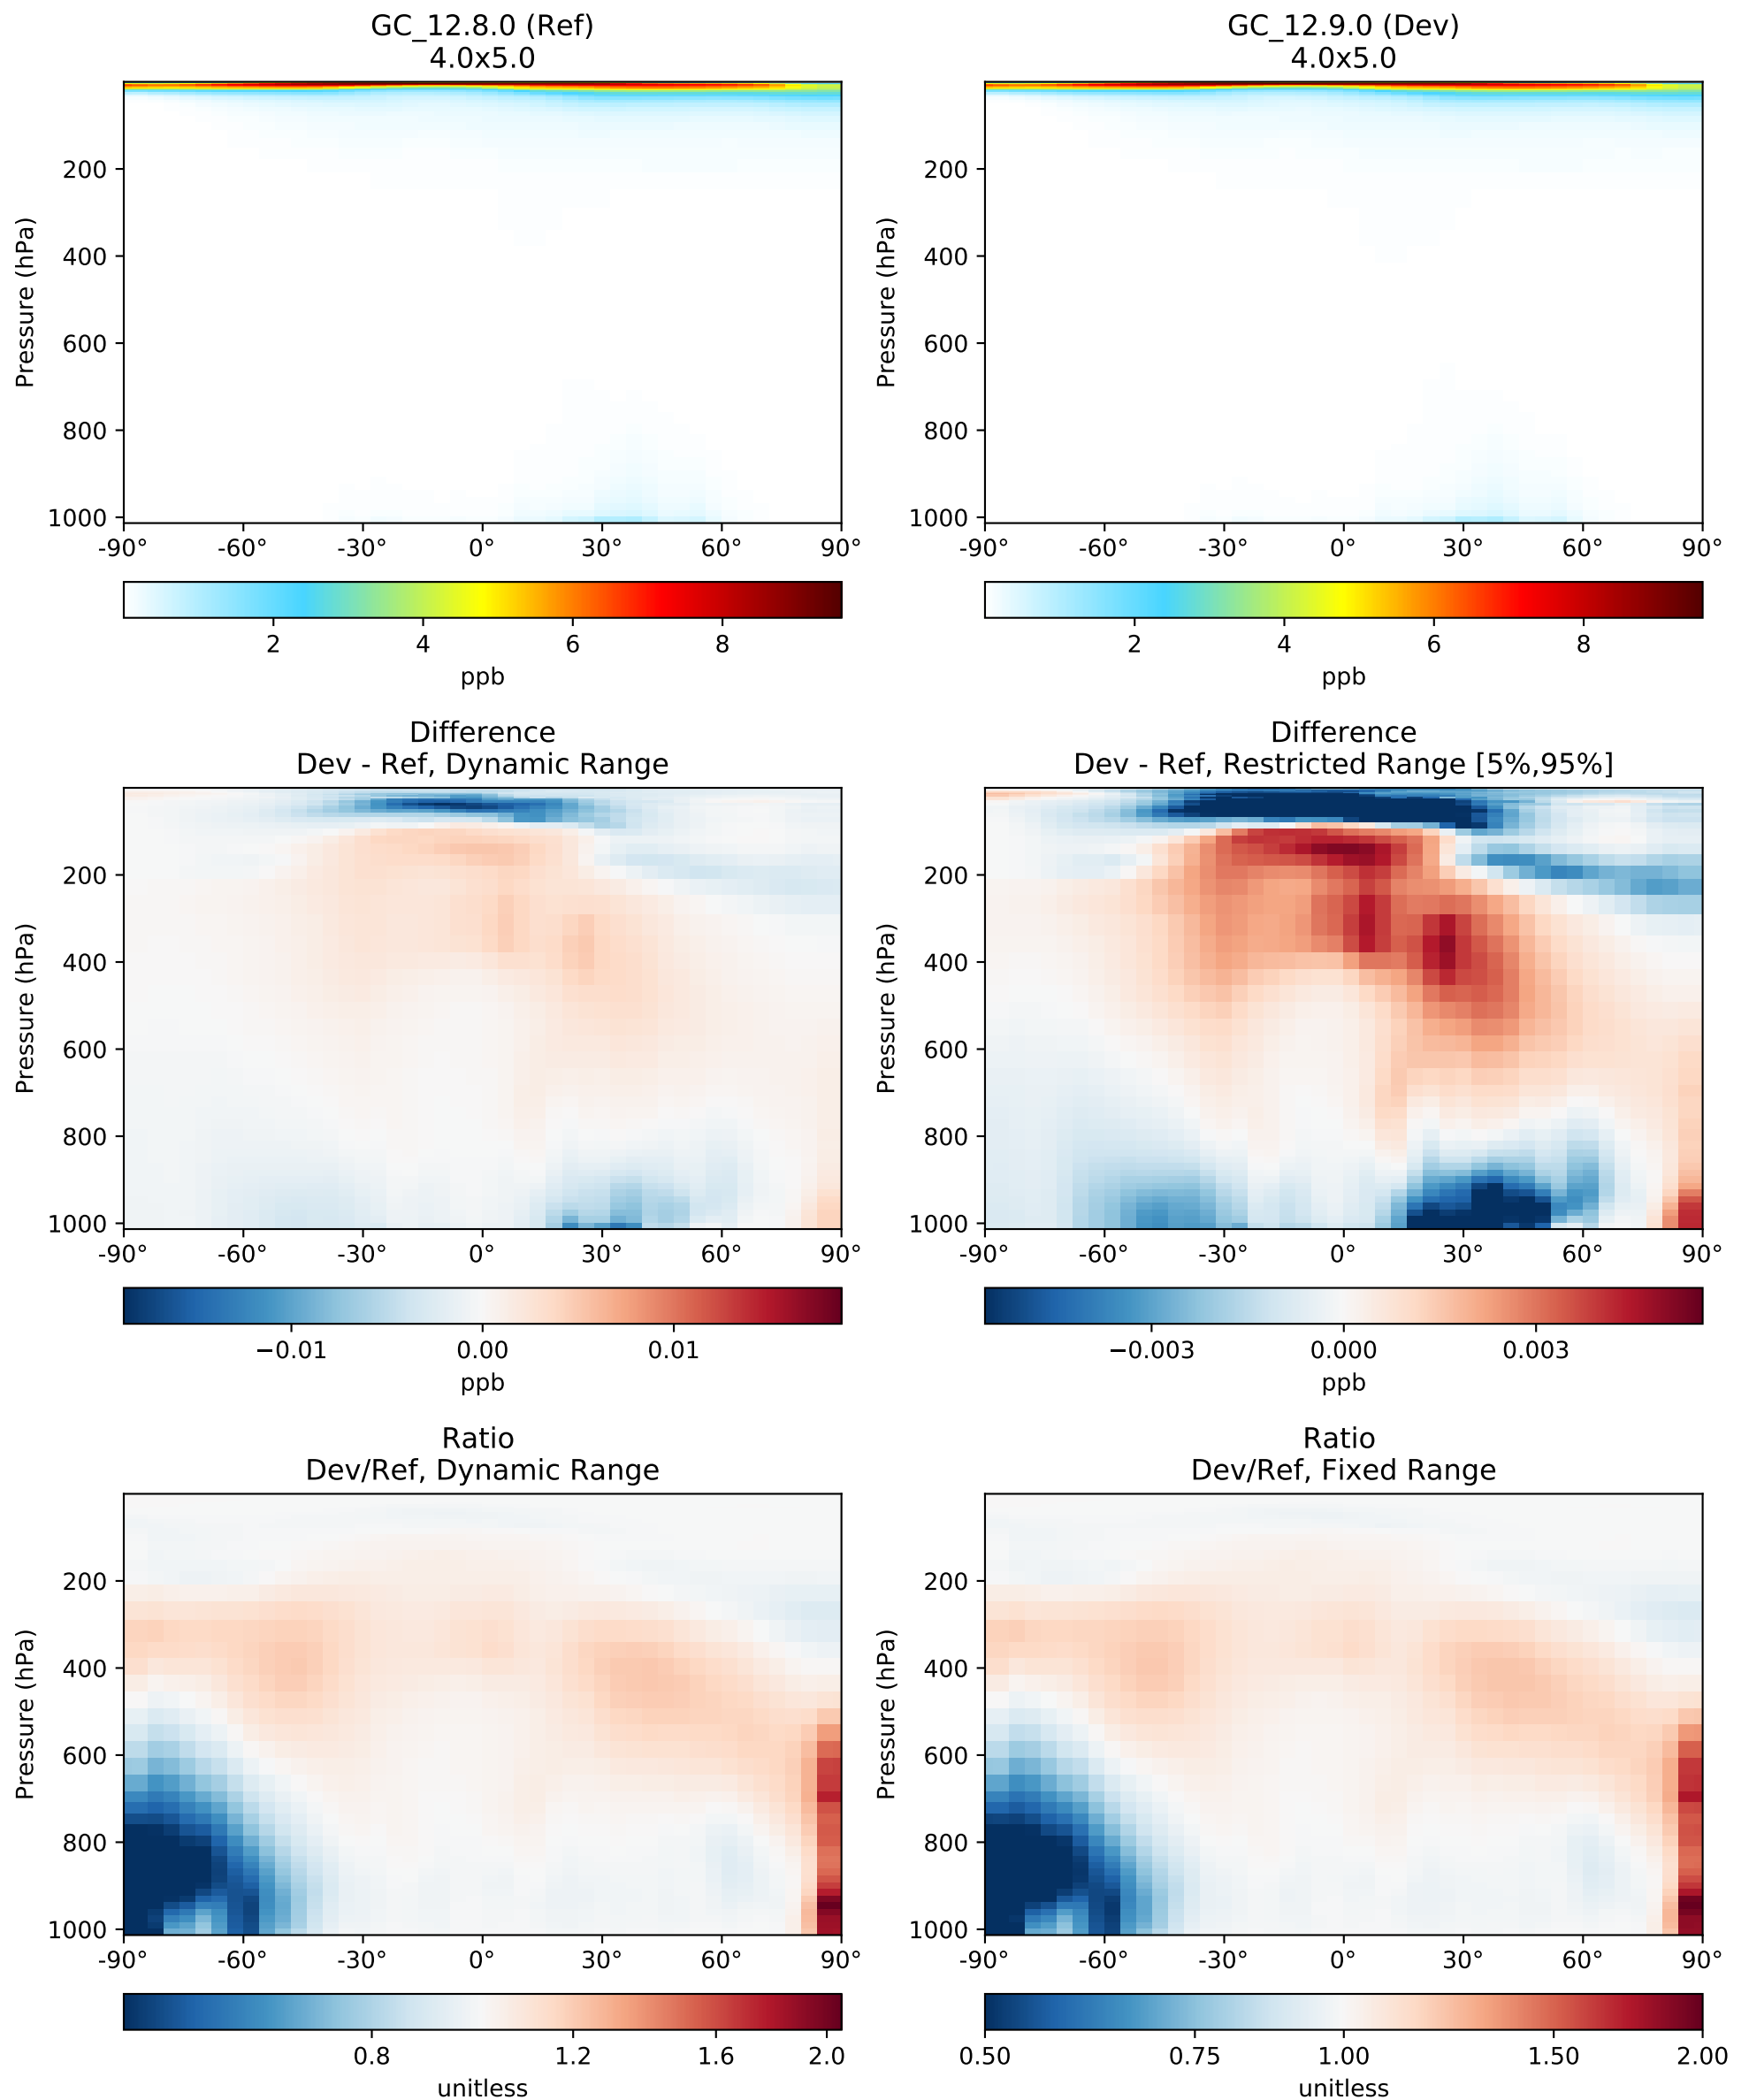 GC_12.8.0 (Ref)
4.0x5.0
Pressure (hPa)
200
400
600
800
1000
-90° -60° -30° 0° 30° 60° 90°
2 4 6 8
ppb
GC_12.9.0 (Dev)
4.0x5.0
Pressure (hPa)
200
400
600
800
1000
-90° -60° -30° 0° 30° 60° 90°
2 4 6 8
ppb
Difference
Dev - Ref, Dynamic Range
Pressure (hPa)
200
400
600
800
1000
-90° -60° -30° 0° 30° 60° 90°
−0.01 0.00 0.01
ppb
Difference
Dev - Ref, Restricted Range [5%,95%]
Pressure (hPa)
200
400
600
800
1000
-90° -60° -30° 0° 30° 60° 90°
−0.003 0.000 0.003
ppb
Ratio
Dev/Ref, Dynamic Range
Pressure (hPa)
200
400
600
800
1000
-90° -60° -30° 0° 30° 60° 90°
0.8 1.2 1.6 2.0
unitless
Ratio
Dev/Ref, Fixed Range
Pressure (hPa)
200
400
600
800
1000
-90° -60° -30° 0° 30° 60° 90°
0.50 0.75 1.00 1.50 2.00
unitless